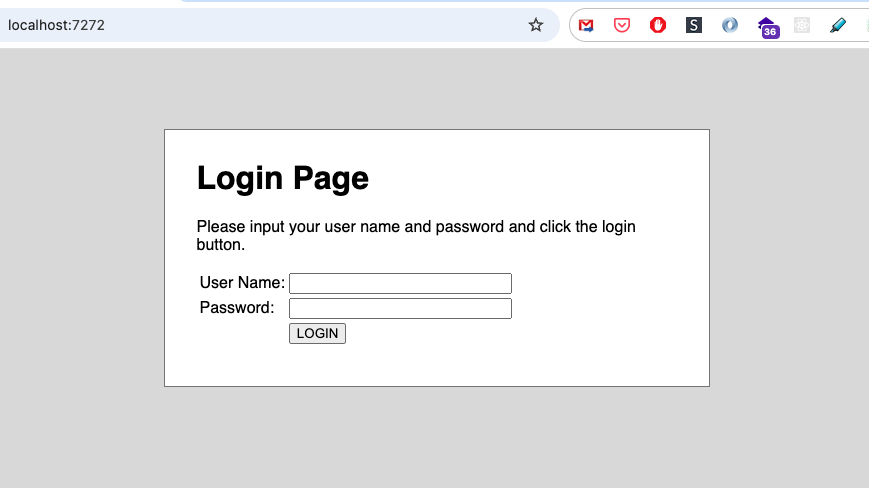 localhost:7272
S
36
Login Page
Please input your user name and password and click the login
button.
User Name:
Password:
LOGIN